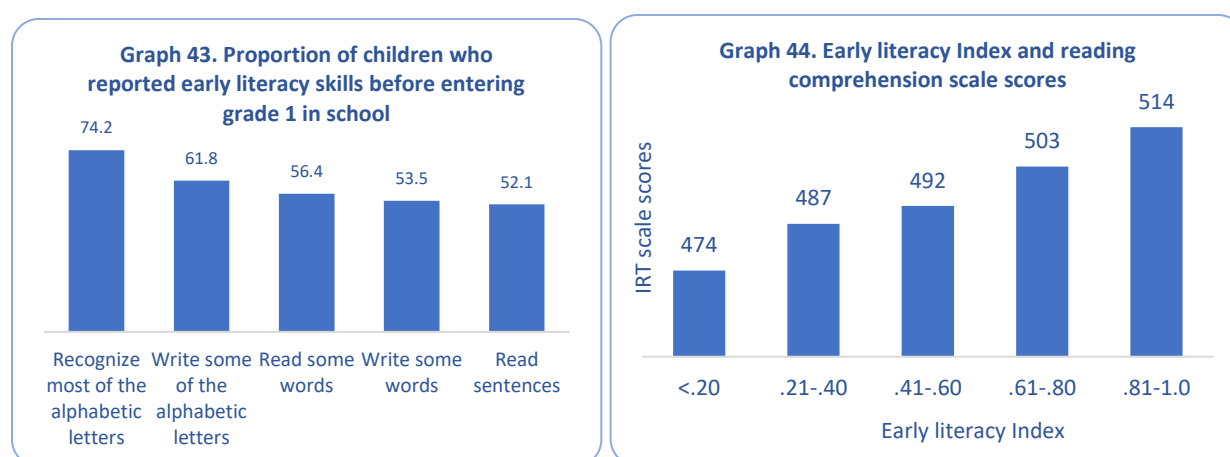 Graph 43. Proportion of children who
reported early literacy skills before entering
grade 1 in school
74.2
61.8
56.4
53.5
52.1
Recognize
most of the
alphabetic
letters
Write some
of the
alphabetic
letters
Read some
words
Write some
words
Read
sentences
Graph 44. Early literacy Index and reading
comprehension scale scores
IRT scale scores
474
487
492
503
514
<.20
.21-.40
.41-.60
.61-.80
.81-1.0
Early literacy Index